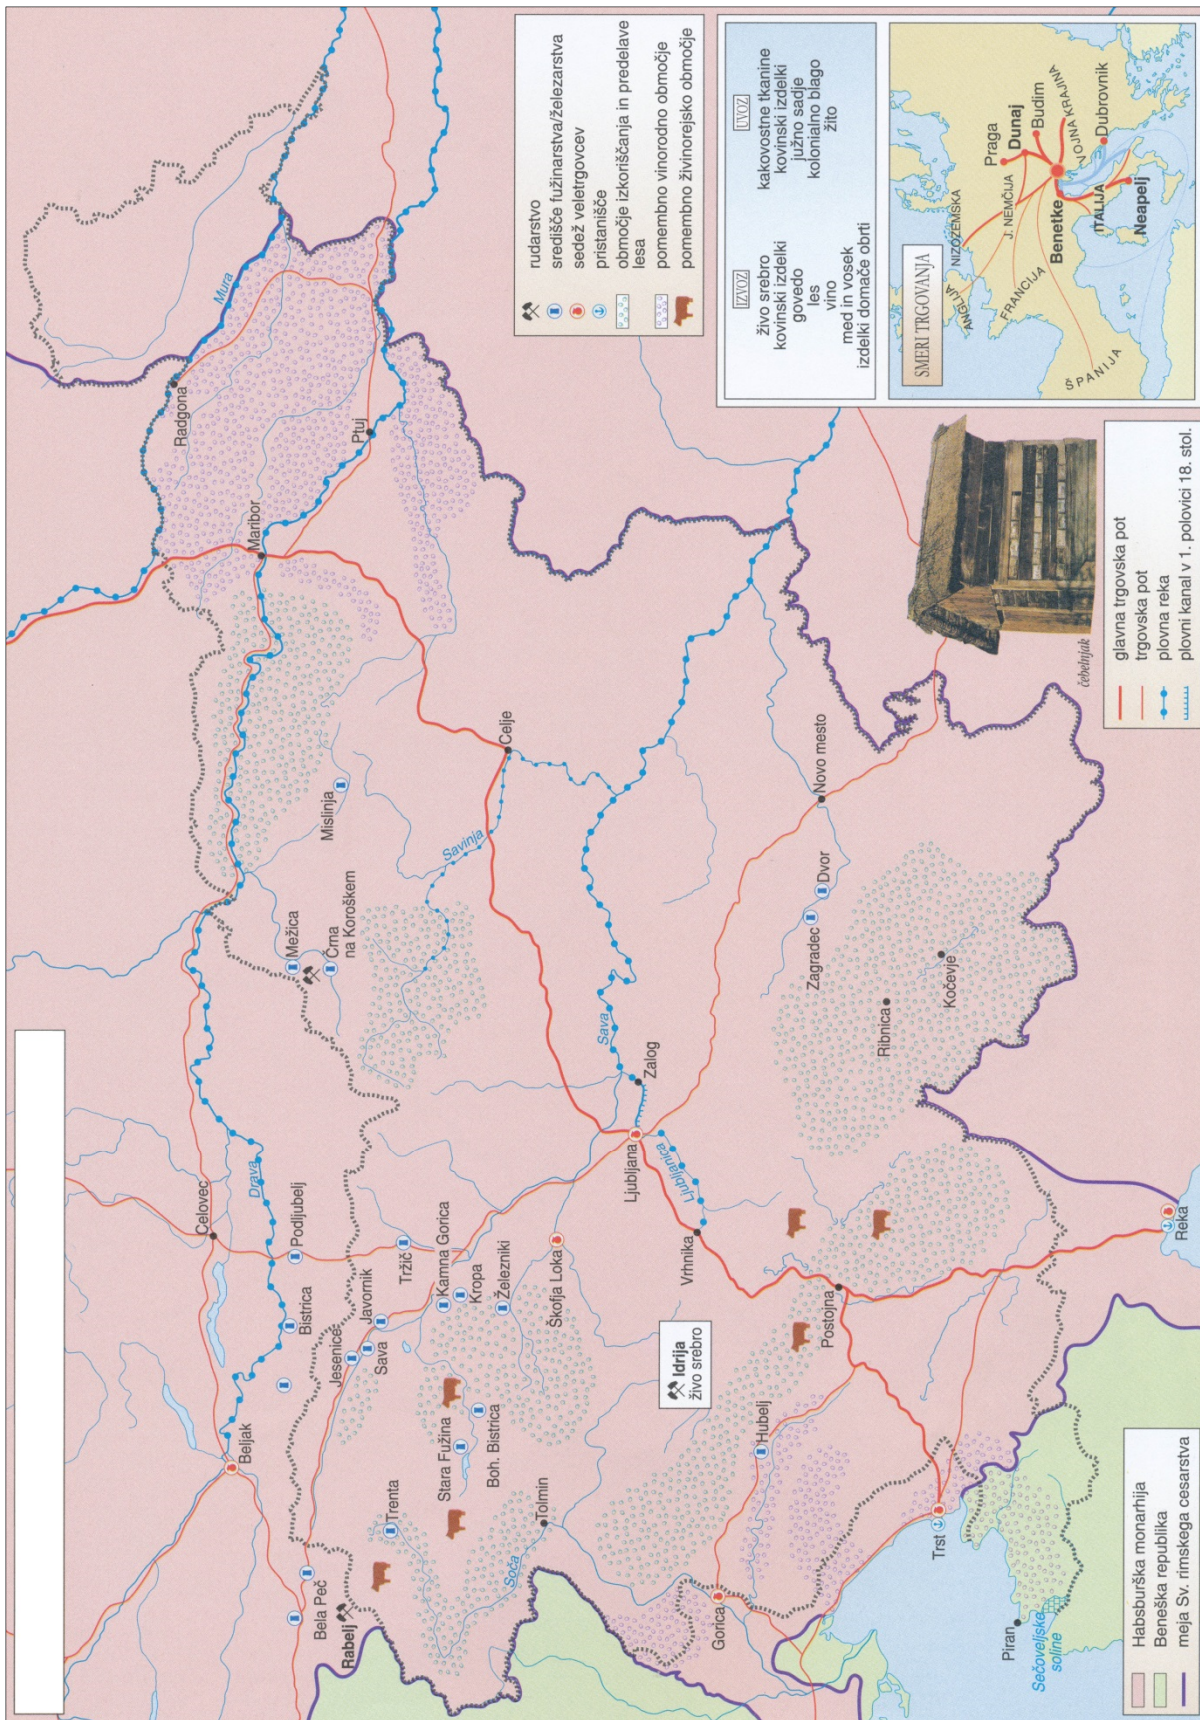 Mura
Radgona
Ptuj
Maribor
Drava
Celovec
Beljak
Podljubelj
Bistrica
Mežica
Črna
na Koroškem
Mislinja
Celje
Savinja
Sava
Zalog
Ljubljana
Ljubljanica
Vrhnika
Jesenice
Javornik
Sava
Tržič
Kamna Gorica
Kropa
Železniki
Škofja Loka
Stara Fužina
Boh. Bistrica
Trenta
Bela Peč
Rabelj
Tolmin
Soča
Idrija
živo srebro
Gorica
Hubelj
Postojna
Trst
Piran
Sečoveljske
soline
Reka
Novo mesto
Dvor
Zagradec
Ribnica
Kočevje
čebelnjak
rudarstvo
središče fužinarstva/železarstva
sedež veletrgovcev
pristanišče
območje izkoriščanja in predelave
lesa
pomembno vinorodno območje
pomembno živinorejsko območje
IZVOZ
živo srebro
kovinski izdelki
govedo
les
vino
med in vosek
izdelki domače obrti
UVOZ
kakovostne tkanine
kovinski izdelki
južno sadje
kolonialno blago
žito
SMERI TRGOVANJA
ANGLIJA
NIZOZEMSKA
J. NEMČIJA
FRANCIJA
ŠPANIJA
ITALIJA
VOJNA KRAJINA
Praga
Dunaj
Budim
Benetke
Dubrovnik
Neapelj
glavna trgovska pot
trgovska pot
plovna reka
plovni kanal v 1. polovici 18. stol.
Habsburška monarhija
Beneška republika
meja Sv. rimskega cesarstva